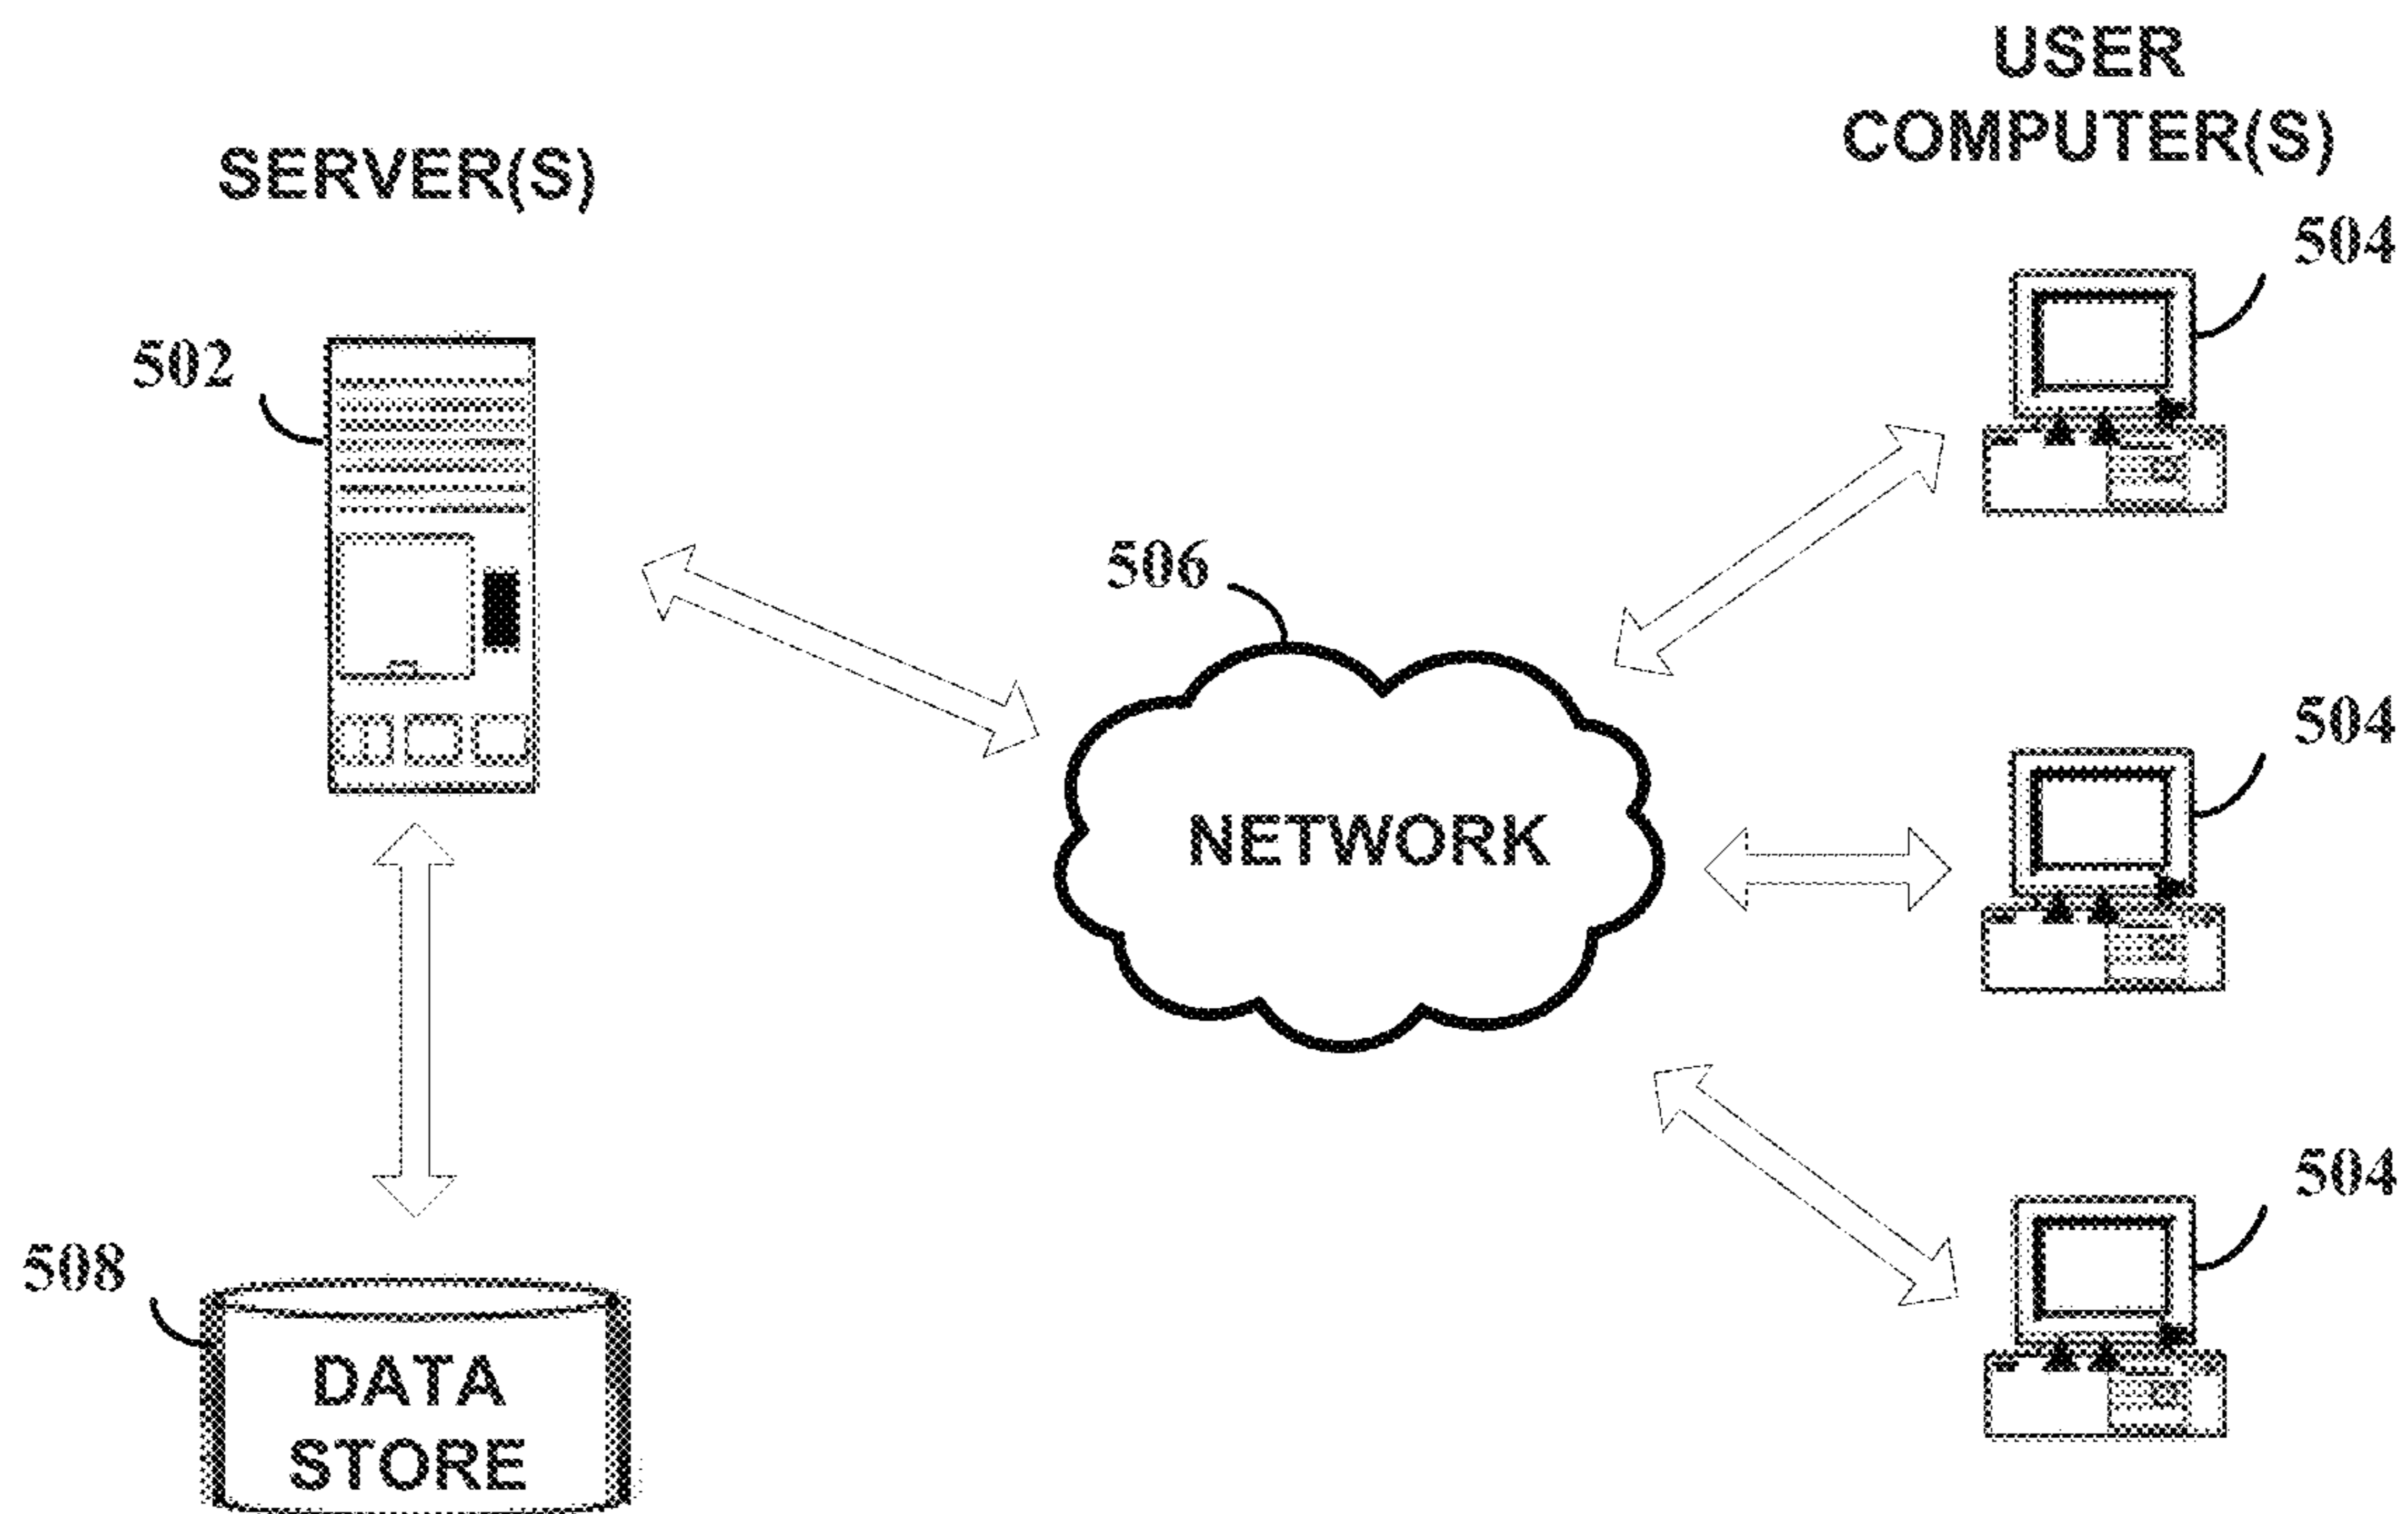 USER
COMPUTER(S)
SERVER(S)
504
502
506
504
NETWORK
504
508
DATA
STORE